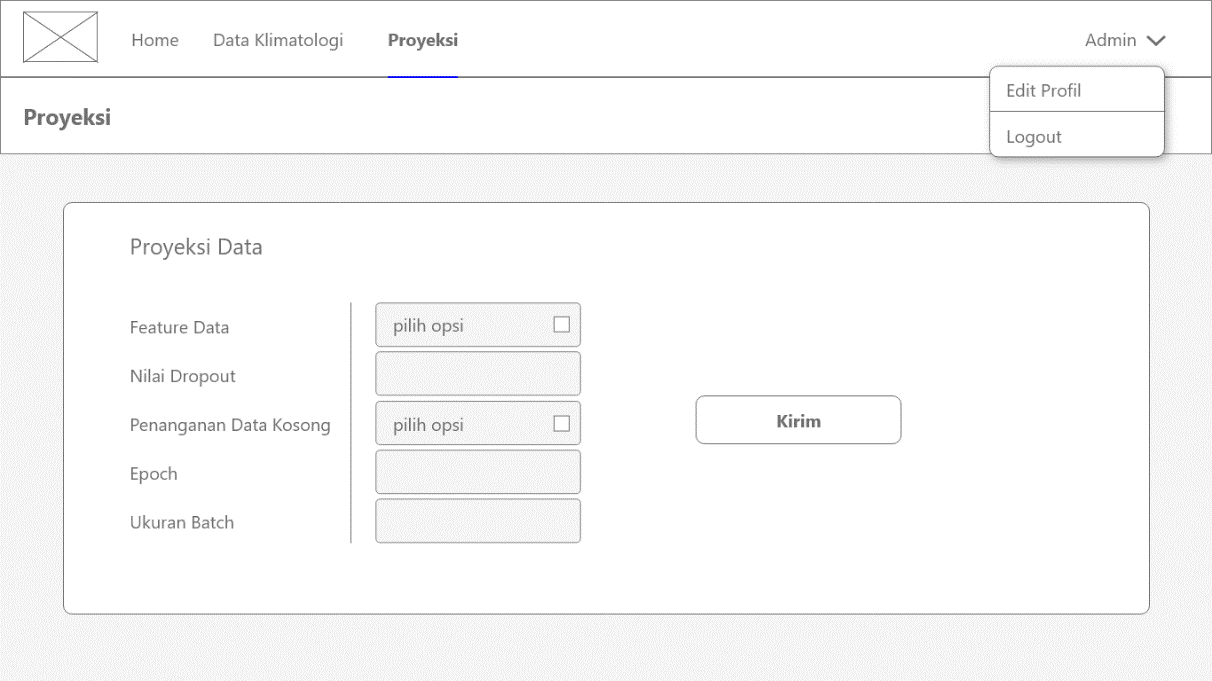 Home
Data Klimatologi
Proyeksi
Admin
Edit Profil
Logout
Proyeksi
Proyeksi Data
Feature Data
pilih opsi
Nilai Dropout
Penanganan Data Kosong
pilih opsi
Epoch
Ukuran Batch
Kirim